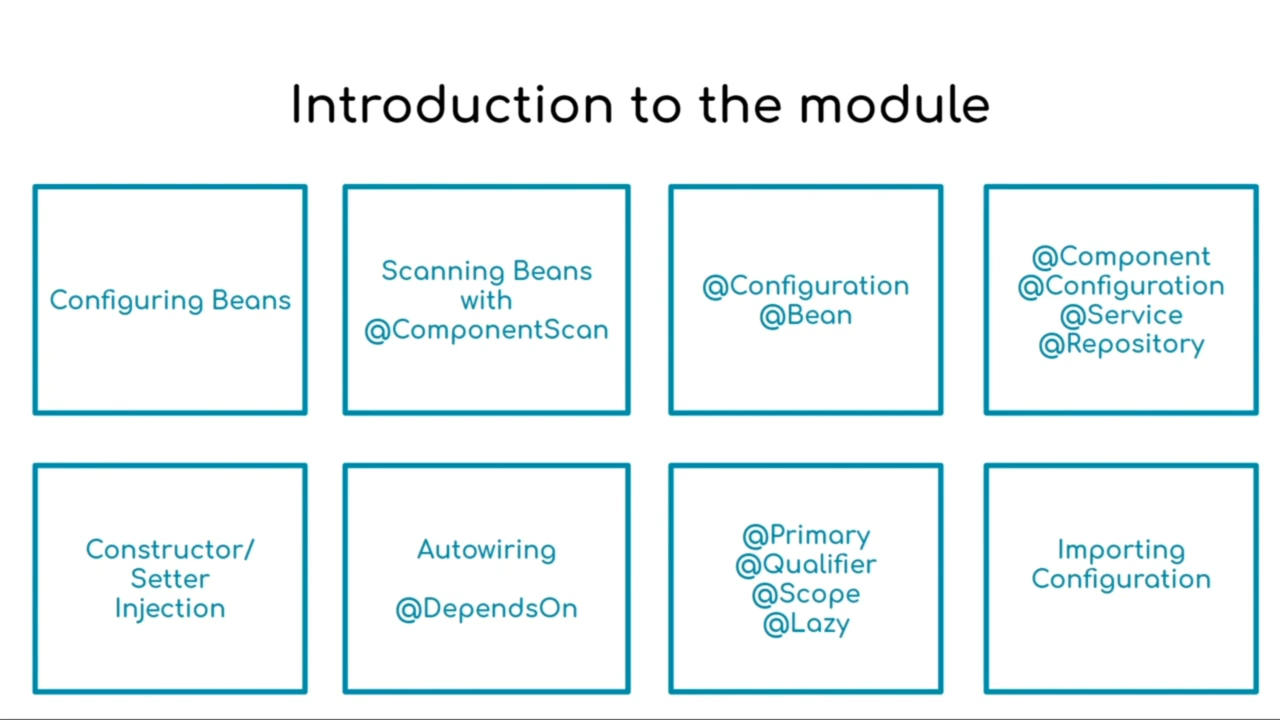 Introduction to the module
Configuring Beans
Scanning Beans
with
@ComponentScan
@Configuration
@Bean
@Component
@Configuration
@Service
@Repository
Constructor/
Setter
Injection
Autowiring
@DependsOn
@Primary
@Qualifier
@Scope
@Lazy
Importing
Configuration